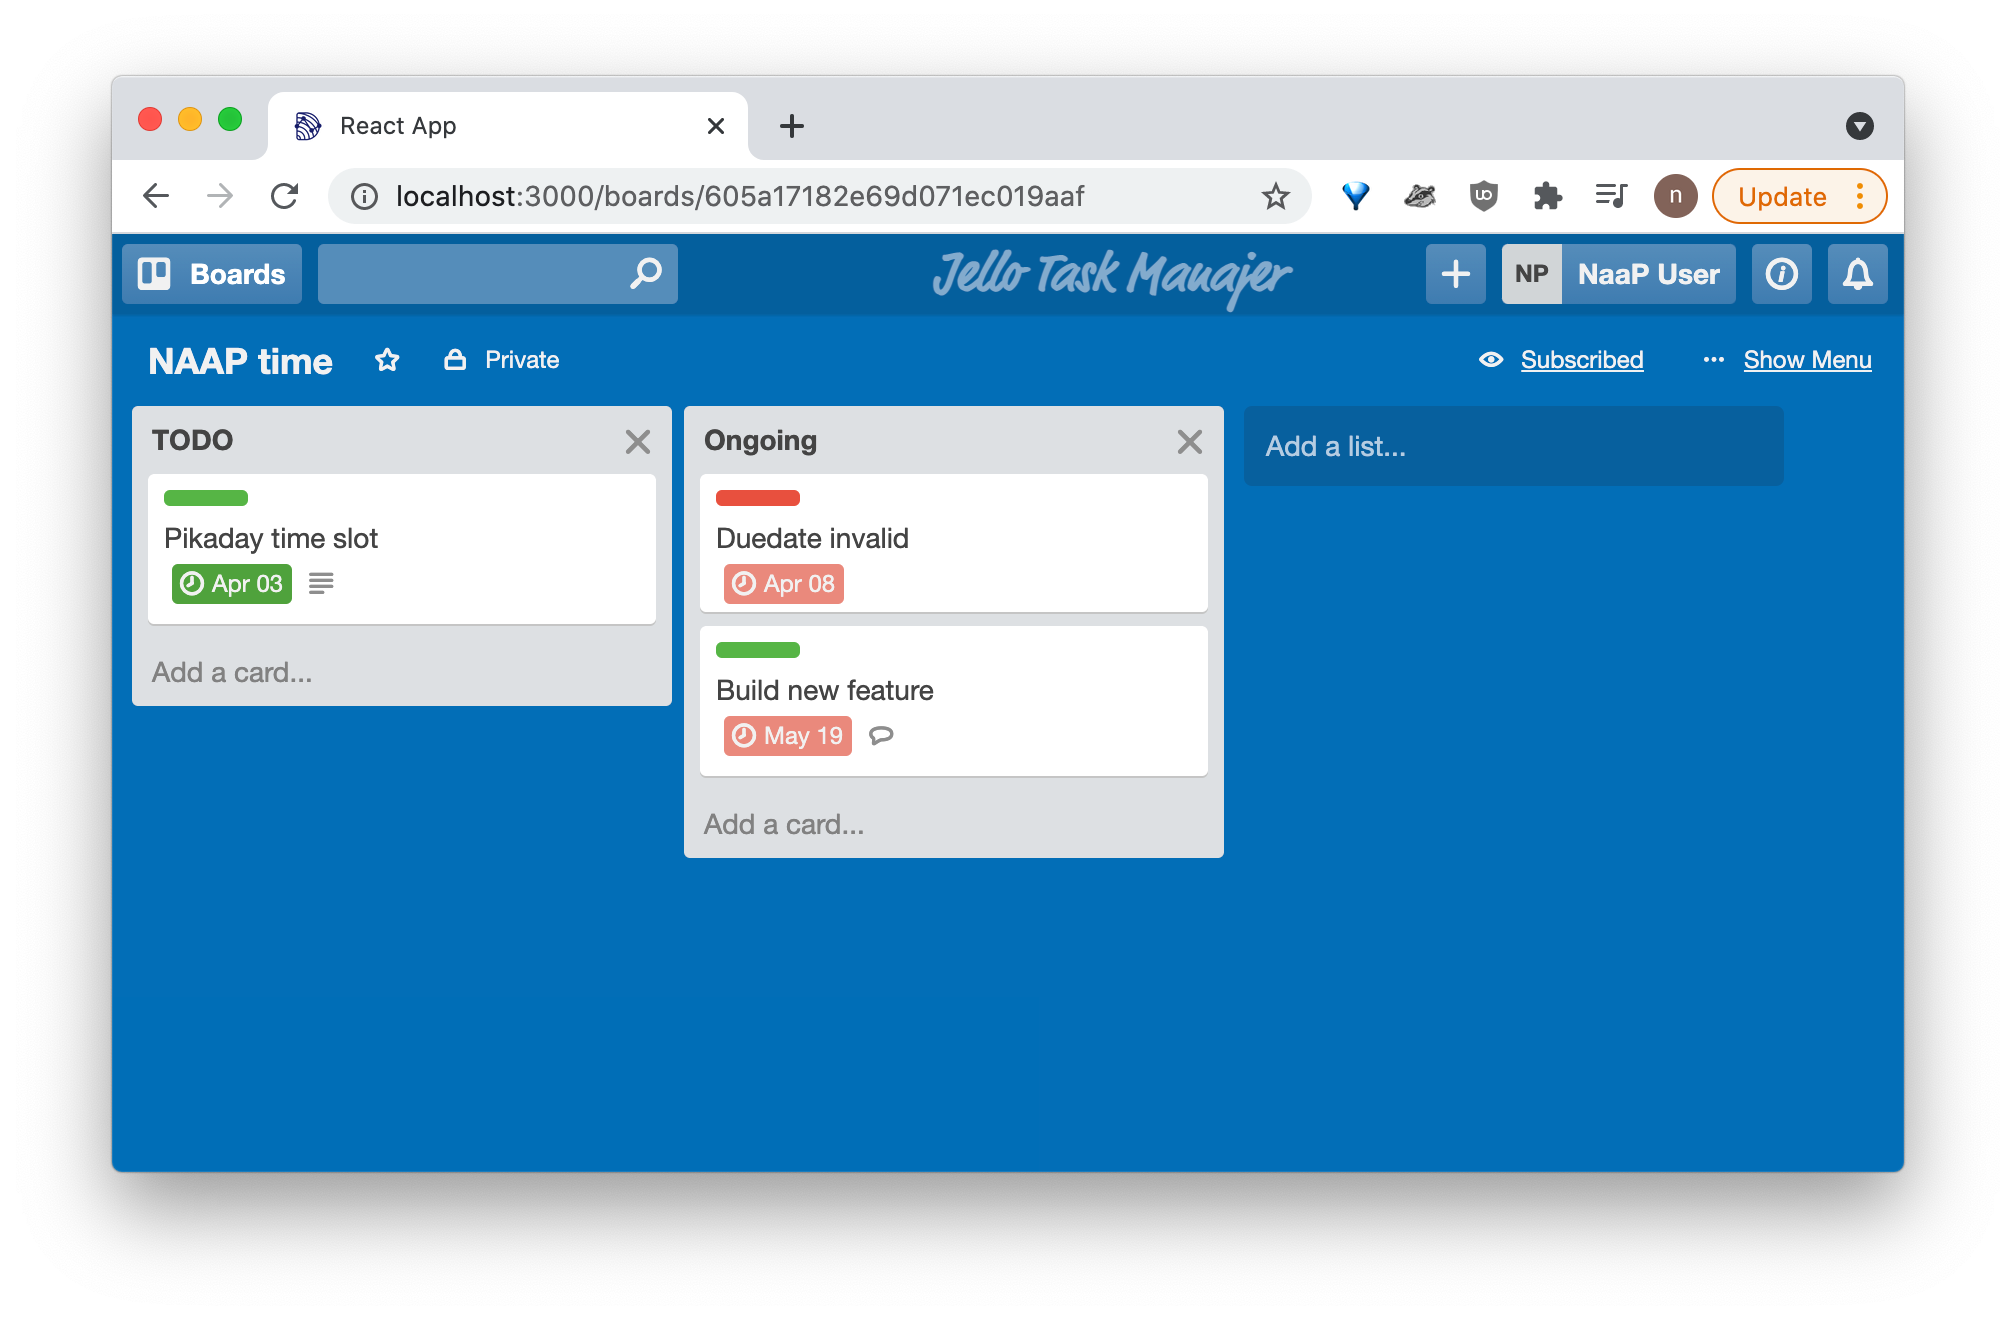 React App
localhost:3000/boards/605a17182e69d071ec019aaf
n
Update
Boards
Jello Task Manajer
NP
NaaP User
NAAP time
Private
Subscribed
Show Menu
TODO
Pikaday time slot
Apr 03
Add a card...
Ongoing
Duedate invalid
Apr 08
Build new feature
May 19
Add a card...
Add a list...